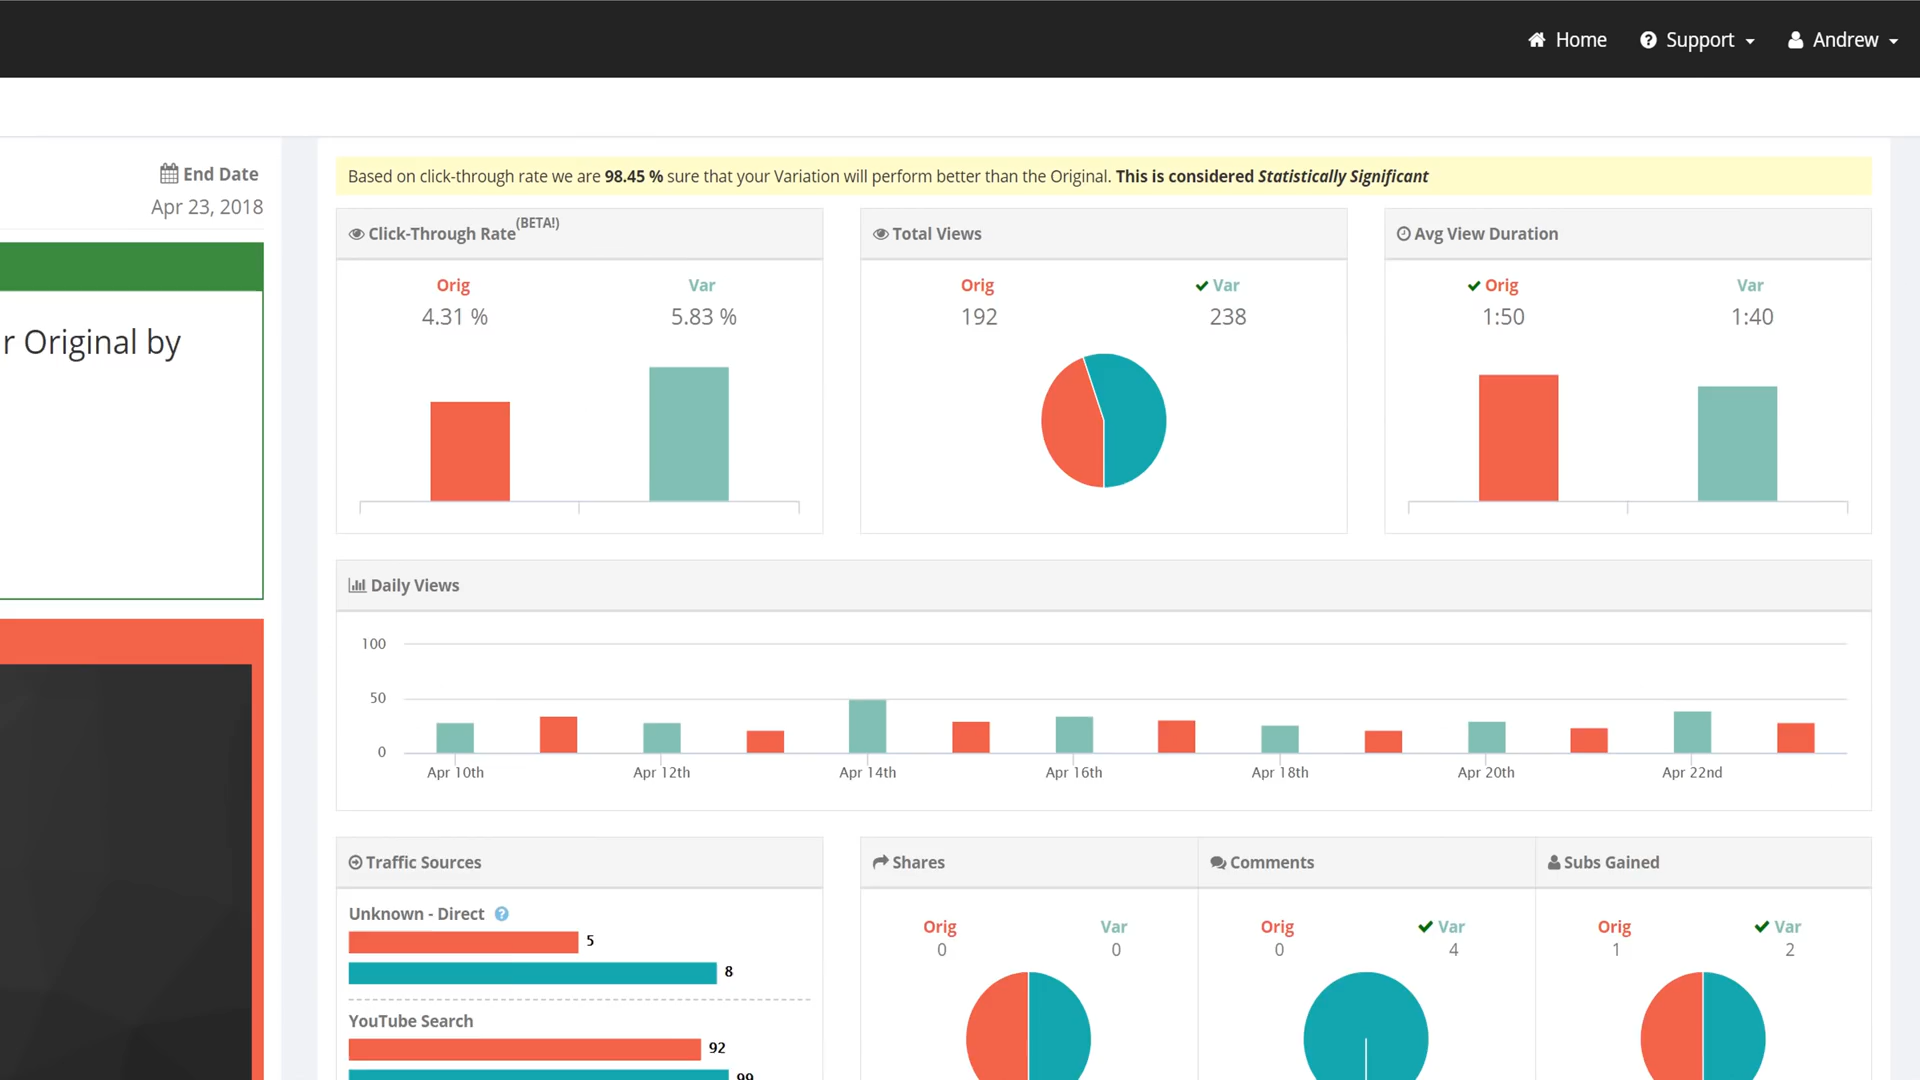 Home Support Andrew
End Date
Apr 23, 2018
r Original by
Based on click-through rate we are 98.45 % sure that your Variation will perform better than the Original. This is considered Statistically Significant
Click-Through Rate(BETA!)
Orig Var
4.31 % 5.83 %
Total Views
Orig Var
192 238
Avg View Duration
Orig Var
1:50 1:40
Daily Views
100
50
0
Apr 10th Apr 12th Apr 14th Apr 16th Apr 18th Apr 20th Apr 22nd
Traffic Sources
Unknown - Direct ?
5
8
YouTube Search
92
99
Shares
Orig Var
0 0
Comments
Orig Var
0 4
Subs Gained
Orig Var
1 2